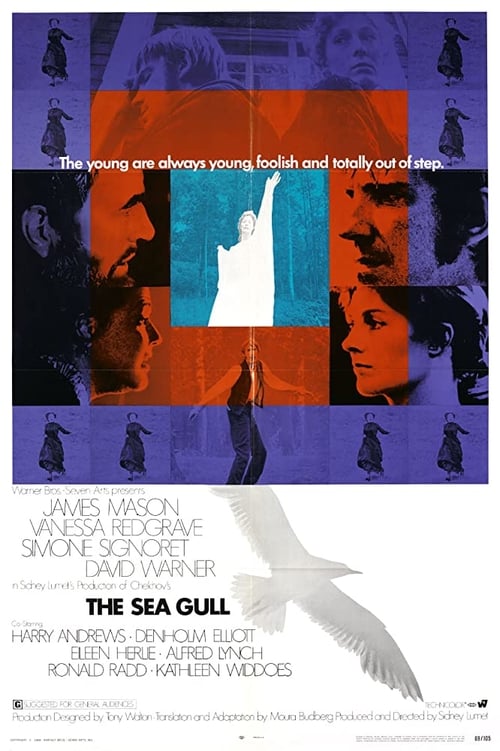 The young are always young, foolish and totally out of step.
Warner Bros.-Seven Arts presents
JAMES MASON
VANESSA REDGRAVE
SIMONE SIGNORET
DAVID WARNER
in Sidney Lumet's Production of Chekhov's
THE SEA GULL
Co-Starring
HARRY ANDREWS · DENHOLM ELLIOTT
EILEEN HERLIE · ALFRED LYNCH
RONALD RADD · KATHLEEN WIDDOES
G SUGGESTED FOR GENERAL AUDIENCES
TECHNICOLOR W
Production Designed by Tony Walton Translation and Adaptation by Moura Budberg Produced and Directed by Sidney Lumet
69/105